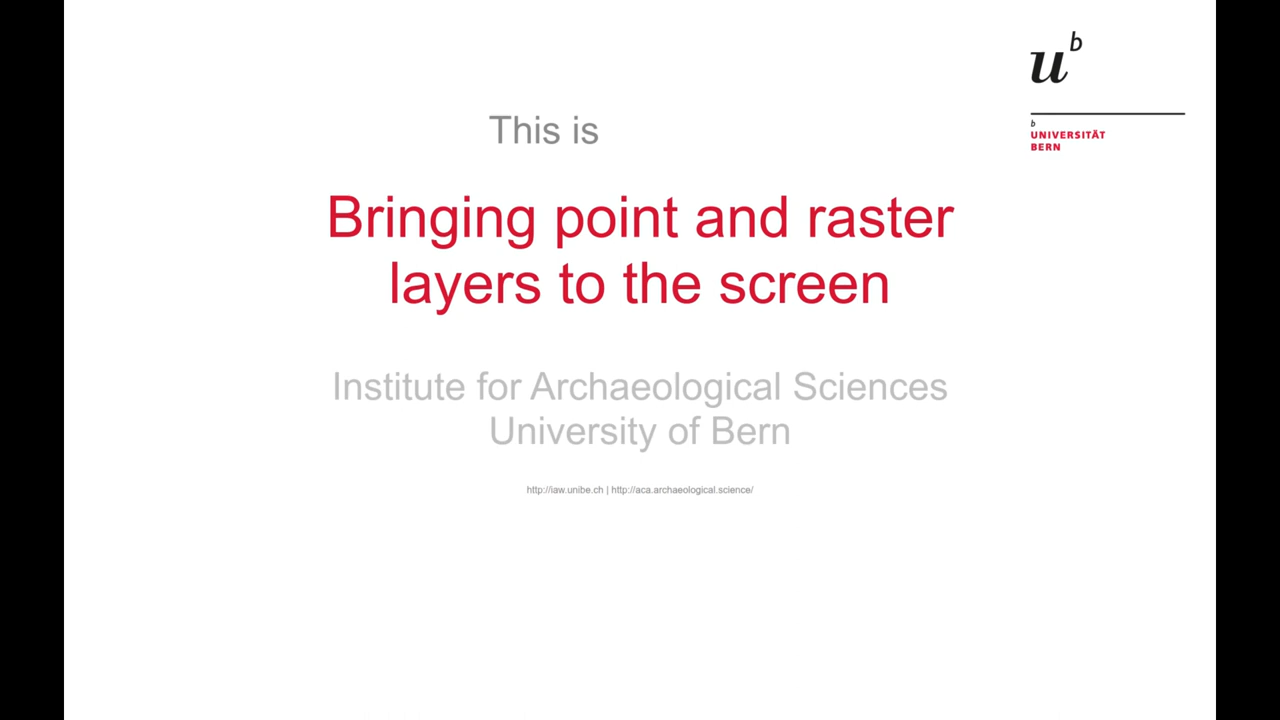 u b
b
UNIVERSITÄT
BERN
This is
Bringing point and raster
layers to the screen
Institute for Archaeological Sciences
University of Bern
http://iaw.unibe.ch | http://aca.archaeological.science/